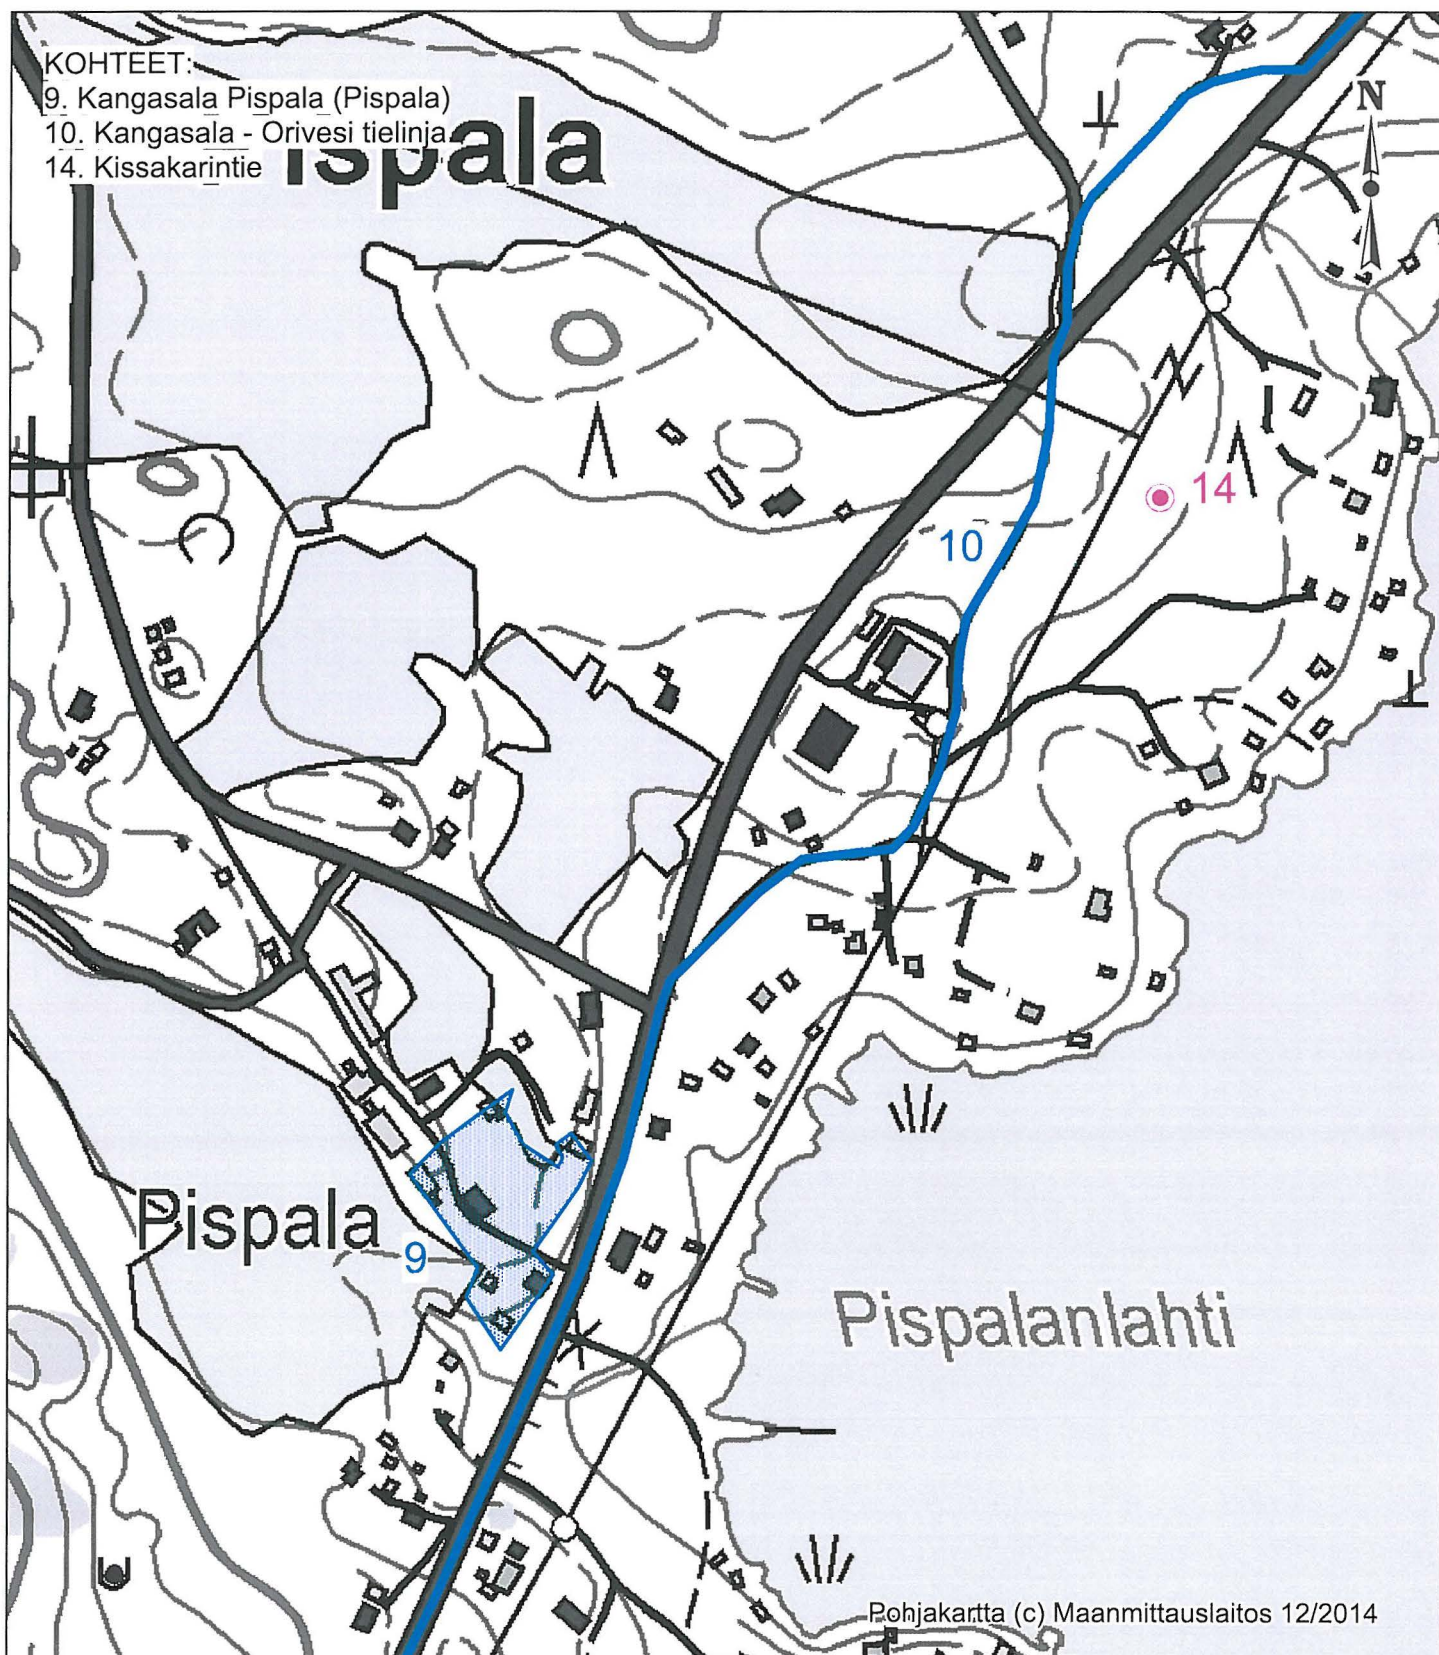 KOHTEET:
9. Kangasala Pispala (Pispala)
10. Kangasala - Orivesi tielinja
14. Kissakarintie
ispala
N
14
10
Pispala
9
Pispalanlahti
Pohjakartta (c) Maanmittauslaitos 12/2014